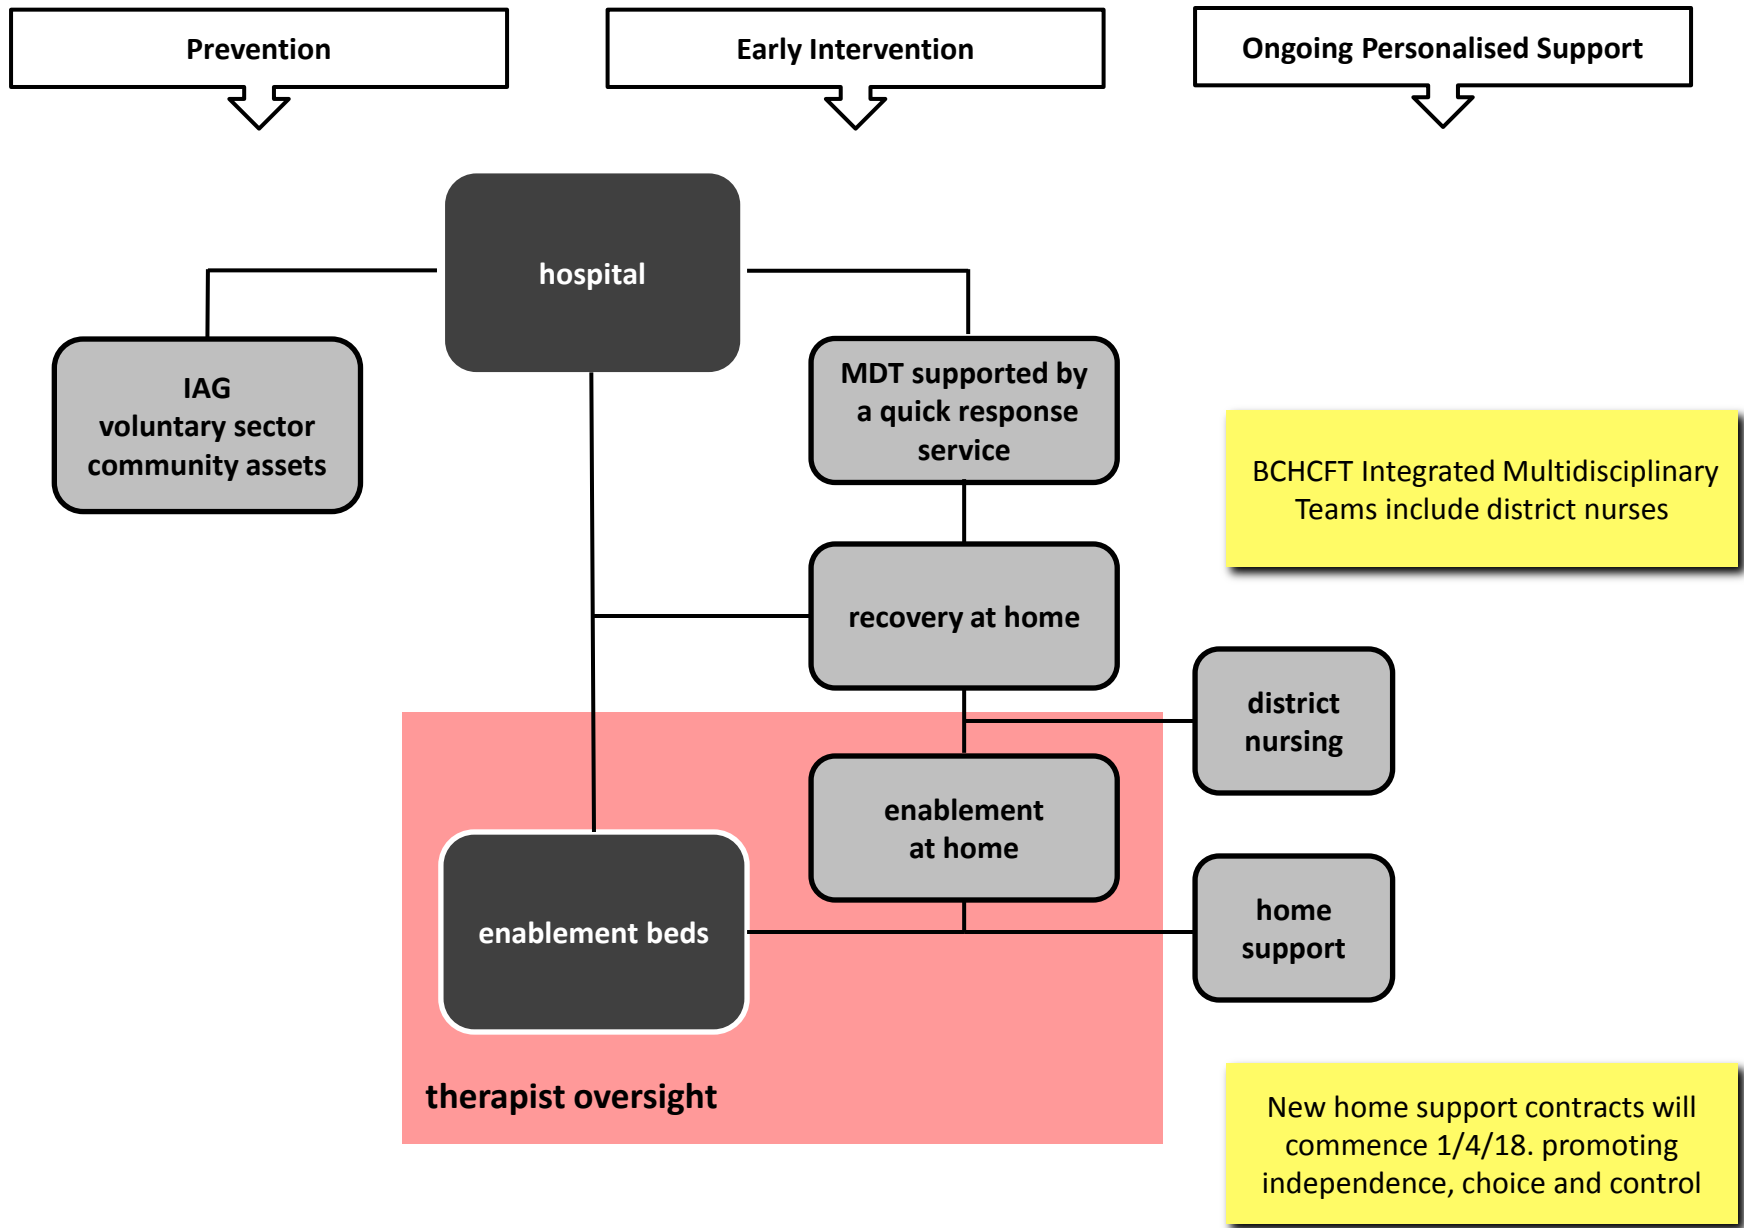 Prevention
Early Intervention
Ongoing Personalised Support
hospital
IAG
voluntary sector
community assets
MDT supported by
a quick response
service
BCHCFT Integrated Multidisciplinary
Teams include district nurses
recovery at home
district
nursing
enablement
at home
enablement beds
home
support
therapist oversight
New home support contracts will
commence 1/4/18. promoting
independence, choice and control